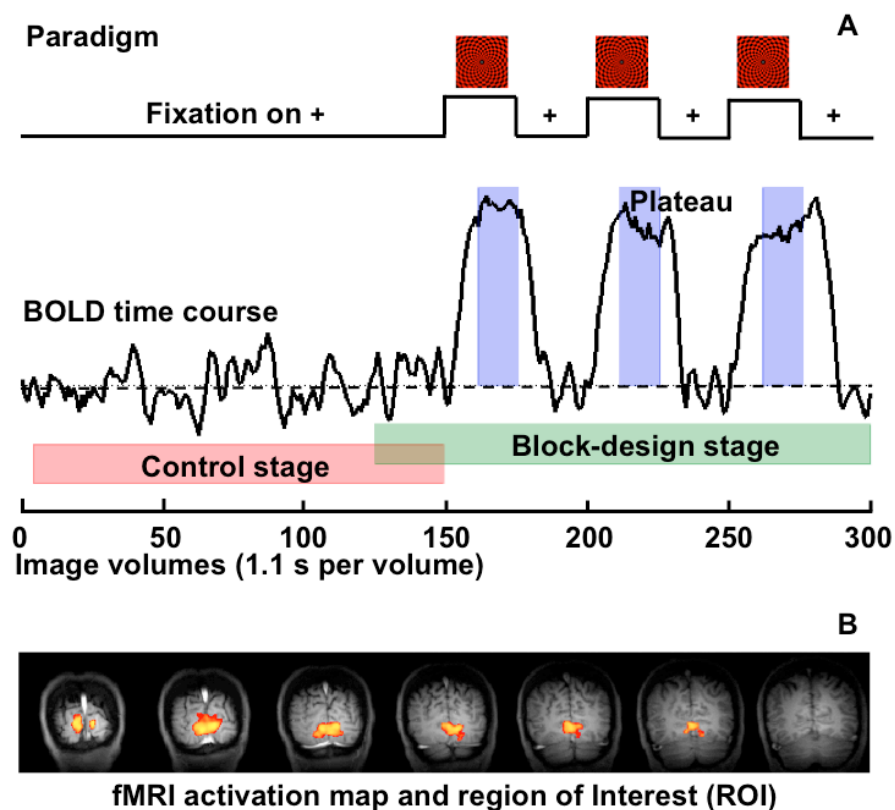 A
Paradigm
Fixation on +
+ + +
Plateau
BOLD time course
Block-design stage
Control stage
0 50 100 150 200 250 300
Image volumes (1.1 s per volume)
B
fMRI activation map and region of Interest (ROI)